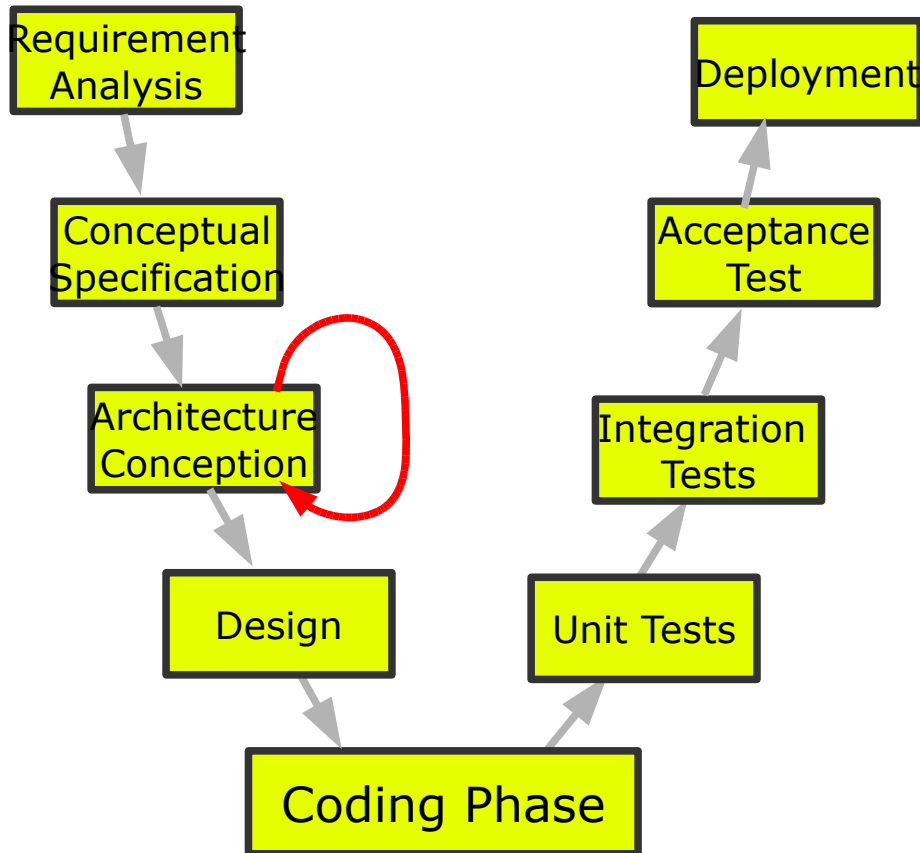 Requirement
Analysis
Deployment
Conceptual
Specification
Acceptance
Test
Architecture
Conception
Integration
Tests
Design
Unit Tests
Coding Phase